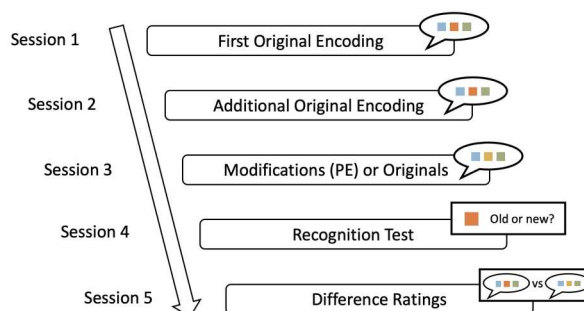 Session 1
First Original Encoding
Session 2
Additional Original Encoding
Session 3
Modifications (PE) or Originals
Session 4
Old or new?
Recognition Test
Session 5
vs
Difference Ratings